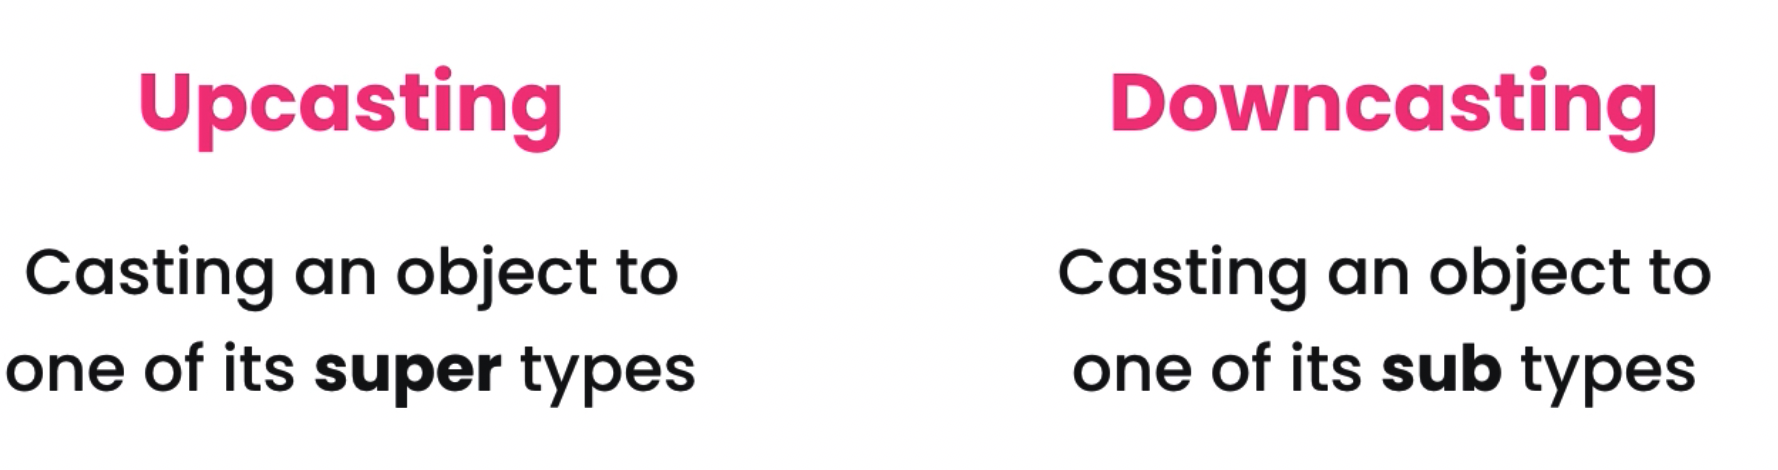 Upcasting
Casting an object to
one of its super types
Downcasting
Casting an object to
one of its sub types